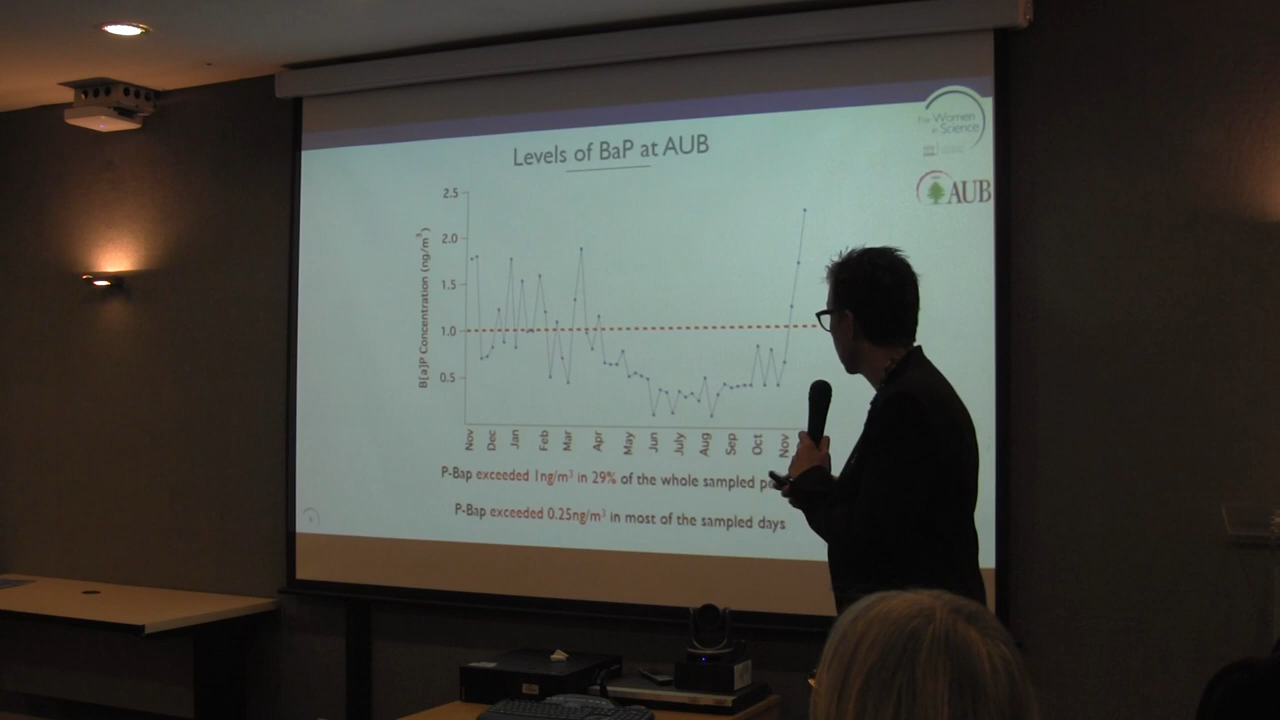 For Women
in Science
AUB
Levels of BaP at AUB
2.5
2.0
1.5
1.0
0.5
B[a]P Concentration (ng/m³)
Nov Dec Jan Feb Mar Apr May Jun July Aug Sep Oct Nov
P-Bap exceeded 1ng/m³ in 29% of the whole sampled
P-Bap exceeded 0.25ng/m³ in most of the sampled days